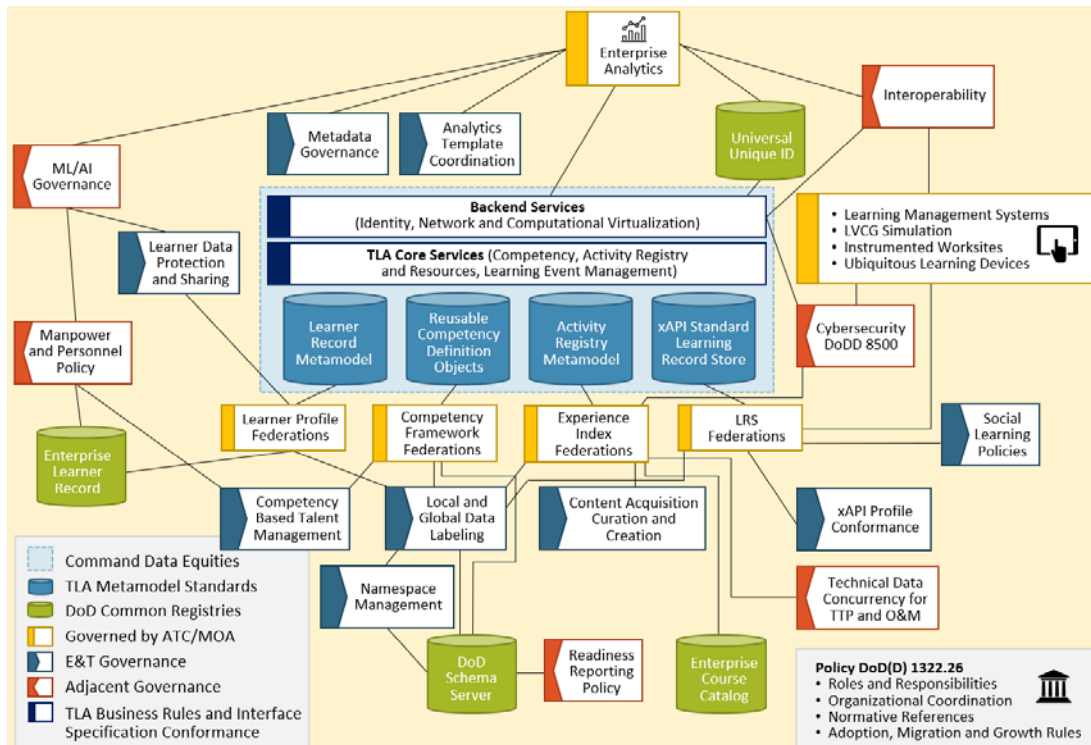 Enterprise
Analytics
Interoperability
Metadata
Governance
Analytics
Template
Coordination
Universal
Unique ID
ML/AI
Governance
Backend Services
(Identity, Network and Computational Virtualization)
• Learning Management Systems
• LVCG Simulation
• Instrumented Worksites
• Ubiquitous Learning Devices
Learner Data
Protection
and Sharing
TLA Core Services (Competency, Activity Registry
and Resources, Learning Event Management)
Manpower
and Personnel
Policy
Learner
Record
Metamodel
Reusable
Competency
Definition
Objects
Activity
Registry
Metamodel
xAPI Standard
Learning
Record Store
Cybersecurity
DoDD 8500
Learner Profile
Federations
Competency
Framework
Federations
Experience
Index
Federations
LRS
Federations
Social
Learning
Policies
Enterprise
Learner
Record
Competency
Based Talent
Management
Local and
Global Data
Labeling
Content Acquisition
Curation and
Creation
xAPI Profile
Conformance
Namespace
Management
Technical Data
Concurrency for
TTP and O&M
DoD
Schema
Server
Readiness
Reporting
Policy
Enterprise
Course
Catalog
Command Data Equities
TLA Metamodel Standards
DoD Common Registries
Governed by ATC/MOA
E&T Governance
Adjacent Governance
TLA Business Rules and Interface
Specification Conformance
Policy DoD(D) 1322.26
• Roles and Responsibilities
• Organizational Coordination
• Normative References
• Adoption, Migration and Growth Rules